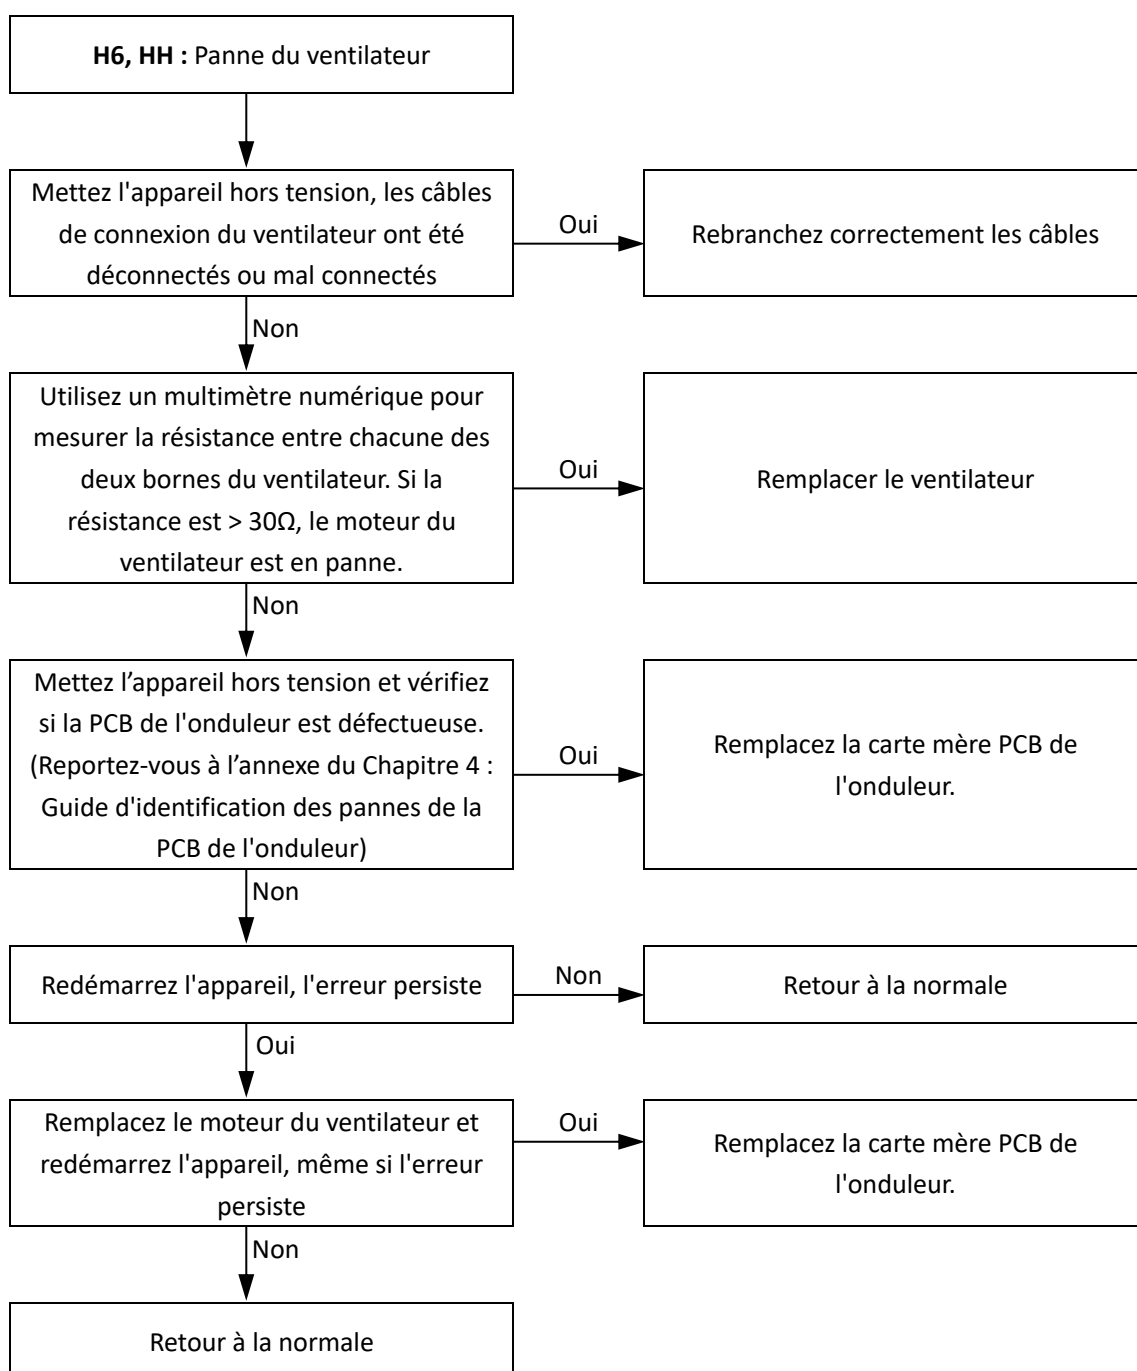 H6, HH : Panne du ventilateur
Mettez l'appareil hors tension, les câbles
de connexion du ventilateur ont été
déconnectés ou mal connectés
Oui
Rebranchez correctement les câbles
Non
Utilisez un multimètre numérique pour
mesurer la résistance entre chacune des
deux bornes du ventilateur. Si la
résistance est > 30Ω, le moteur du
ventilateur est en panne.
Oui
Remplacer le ventilateur
Non
Mettez l’appareil hors tension et vérifiez
si la PCB de l'onduleur est défectueuse.
(Reportez-vous à l’annexe du Chapitre 4 :
Guide d'identification des pannes de la
PCB de l'onduleur)
Oui
Remplacez la carte mère PCB de
l'onduleur.
Non
Redémarrez l'appareil, l'erreur persiste
Non
Retour à la normale
Oui
Remplacez le moteur du ventilateur et
redémarrez l'appareil, même si l'erreur
persiste
Oui
Remplacez la carte mère PCB de
l'onduleur.
Non
Retour à la normale